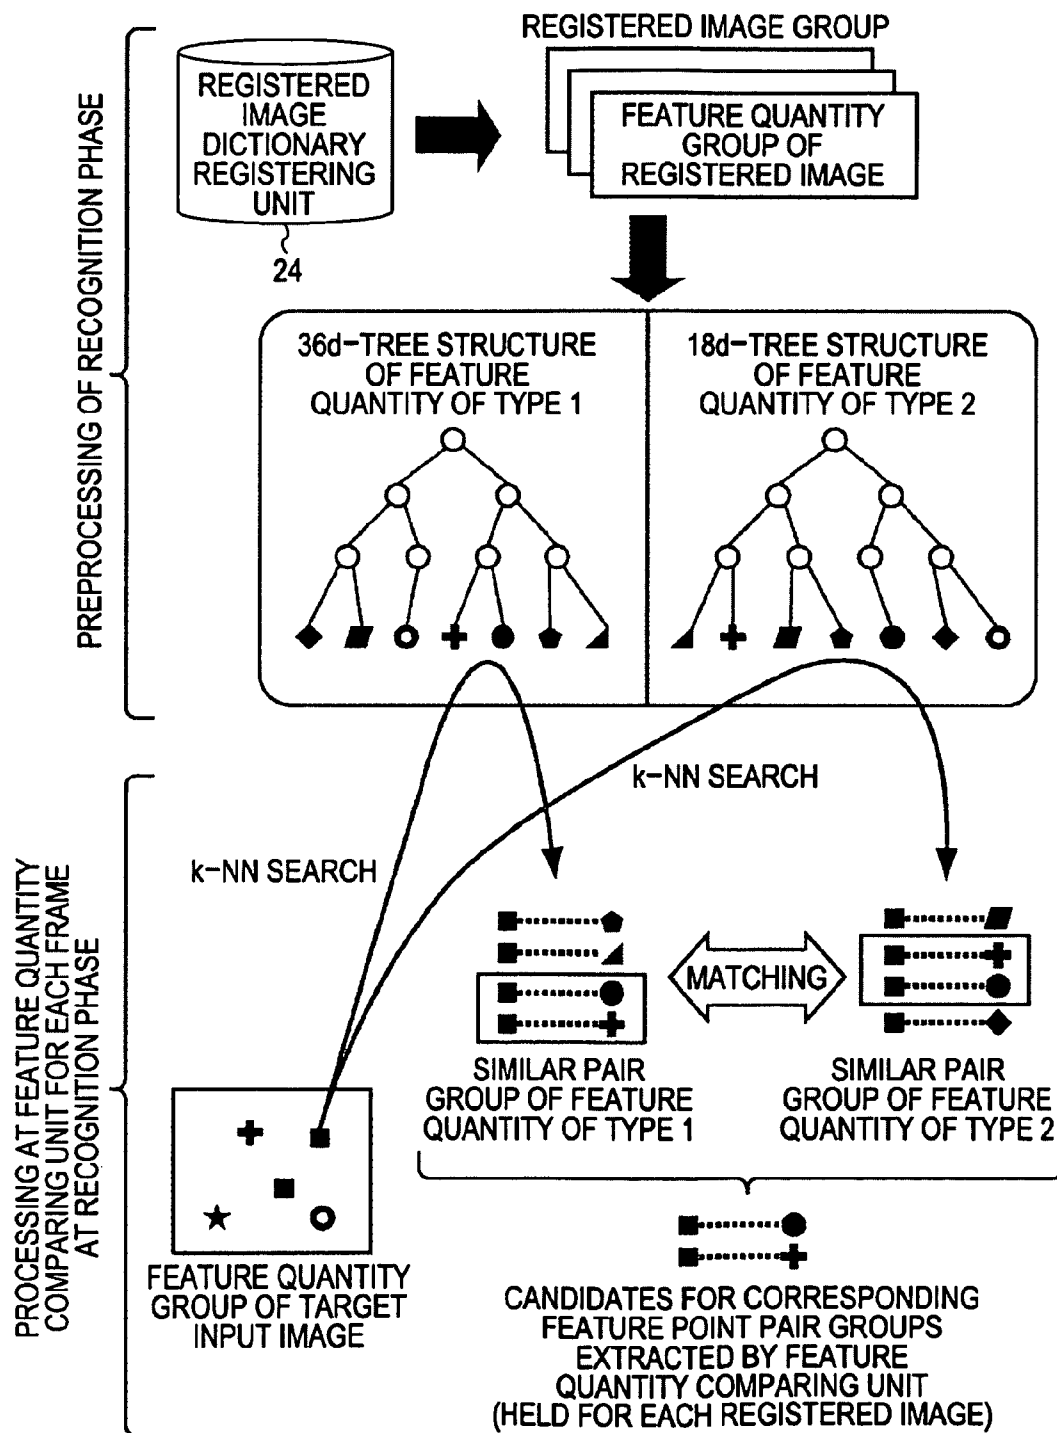 REGISTERED IMAGE GROUP
REGISTERED
IMAGE
DICTIONARY
REGISTERING
UNIT
24
FEATURE QUANTITY
GROUP OF
REGISTERED IMAGE
PREPROCESSING OF RECOGNITION PHASE
36d-TREE STRUCTURE
OF FEATURE
QUANTITY OF TYPE 1
18d-TREE STRUCTURE
OF FEATURE
QUANTITY OF TYPE 2
k-NN SEARCH
k-NN SEARCH
PROCESSING AT FEATURE QUANTITY
COMPARING UNIT FOR EACH FRAME
AT RECOGNITION PHASE
MATCHING
SIMILAR PAIR
GROUP OF FEATURE
QUANTITY OF TYPE 1
SIMILAR PAIR
GROUP OF FEATURE
QUANTITY OF TYPE 2
FEATURE QUANTITY
GROUP OF TARGET
INPUT IMAGE
CANDIDATES FOR CORRESPONDING
FEATURE POINT PAIR GROUPS
EXTRACTED BY FEATURE
QUANTITY COMPARING UNIT
(HELD FOR EACH REGISTERED IMAGE)